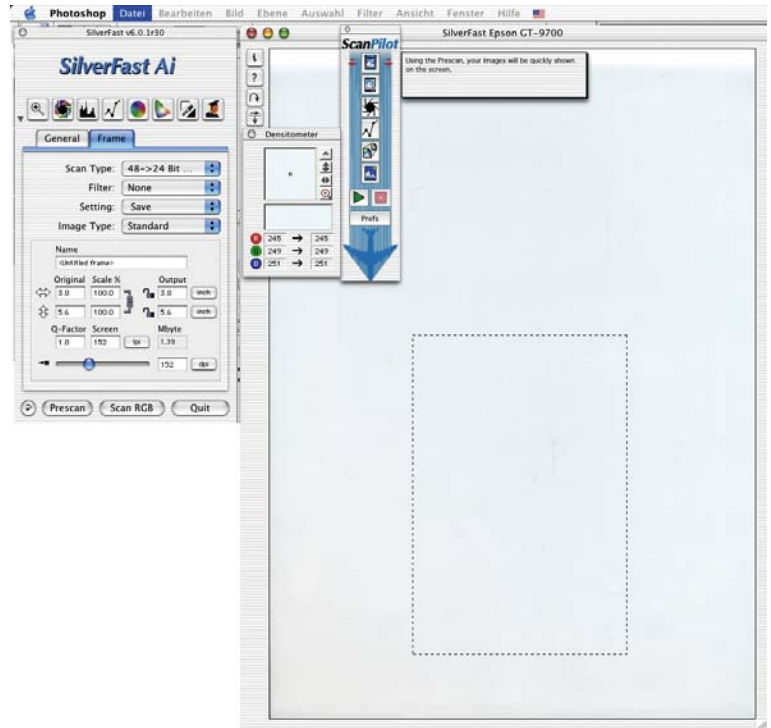 Photoshop Datei Bearbeiten Bild Ebene Auswahl Filter Ansicht Fenster Hilfe
SilverFast v6.0.1r30
SilverFast Ai
General Frame
Scan Type: 48->24 Bit ...
Filter: None
Setting: Save
Image Type: Standard
Name
<Untitled frame>
Original Scale % Output
3.8 100.0 3.8 inch
5.6 100.0 5.6 inch
Q-Factor Screen Mbyte
1.0 152 lpi 1.39
152 dpi
Prescan Scan RGB Quit
SilverFast Epson GT-9700
ScanPilot
Using the Prescan, your images will be quickly shown
on the screen.
?
Densitometer
R 245 → 245
G 249 → 249
B 251 → 251
Prefs